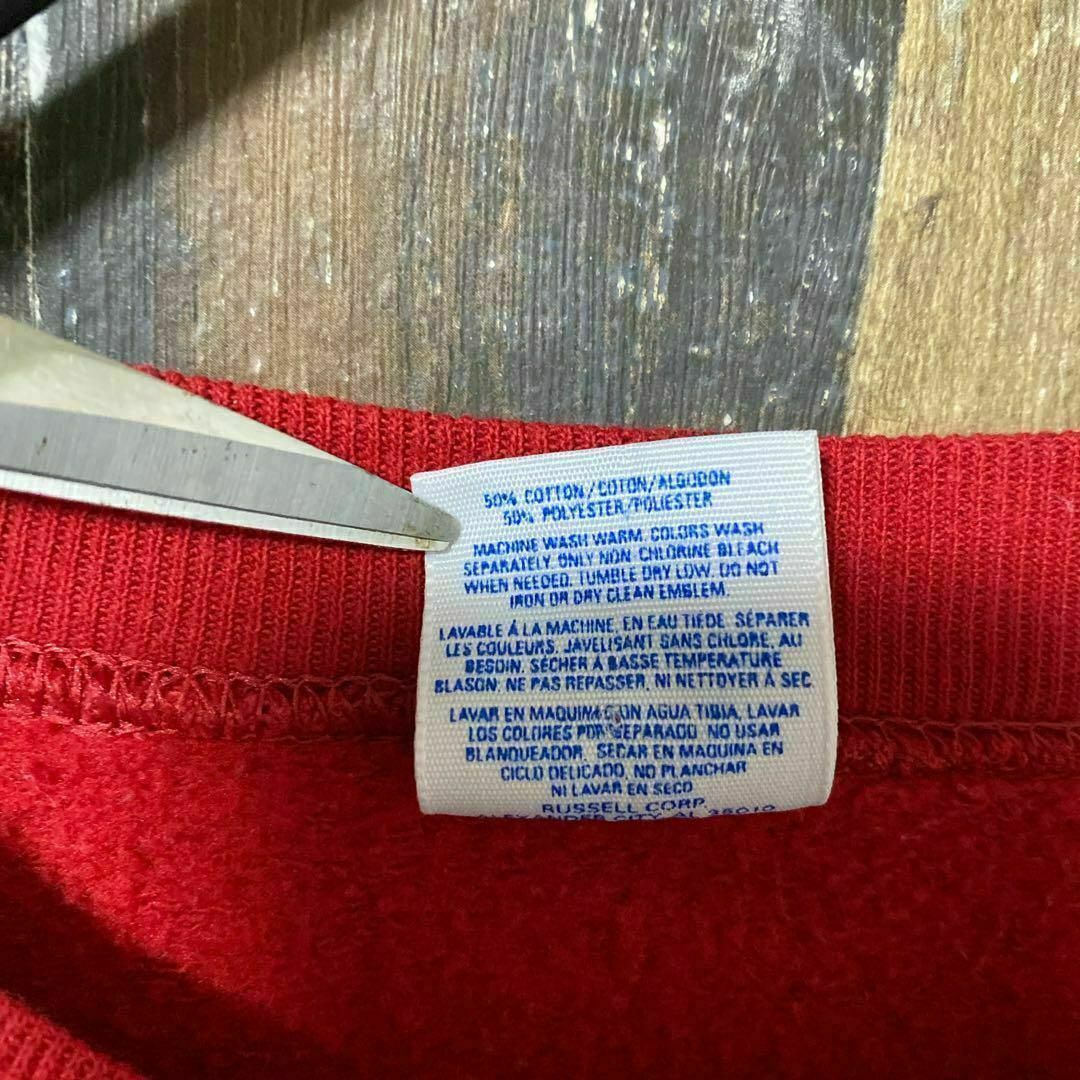 50% COTTON/COTON/ALGODON
50% POLYESTER/POLIESTER
MACHINE WASH WARM. COLORS WASH
SEPARATELY. ONLY NON-CHLORINE BLEACH
WHEN NEEDED. TUMBLE DRY LOW. DO NOT
IRON OR DRY CLEAN EMBLEM.
LAVABLE Á LA MACHINE, EN EAU TIEDE. SÉPARER
LES COULEURS. JAVELISANT SANS CHLORE, AU
BESOIN. SÉCHER Á BASSE TEMPERATURE
BLASON: NE PAS REPASSER, NI NETTOYER Á SEC.
LAVAR EN MAQUINA CON AGUA TIBIA, LAVAR
LOS COLORES POR SEPARADO. NO USAR
BLANQUEADOR. SECAR EN MAQUINA EN
CICLO DELICADO, NO PLANCHAR
NI LAVAR EN SECO
RUSSELL CORP.
ALEXANDER CITY, AL 35010